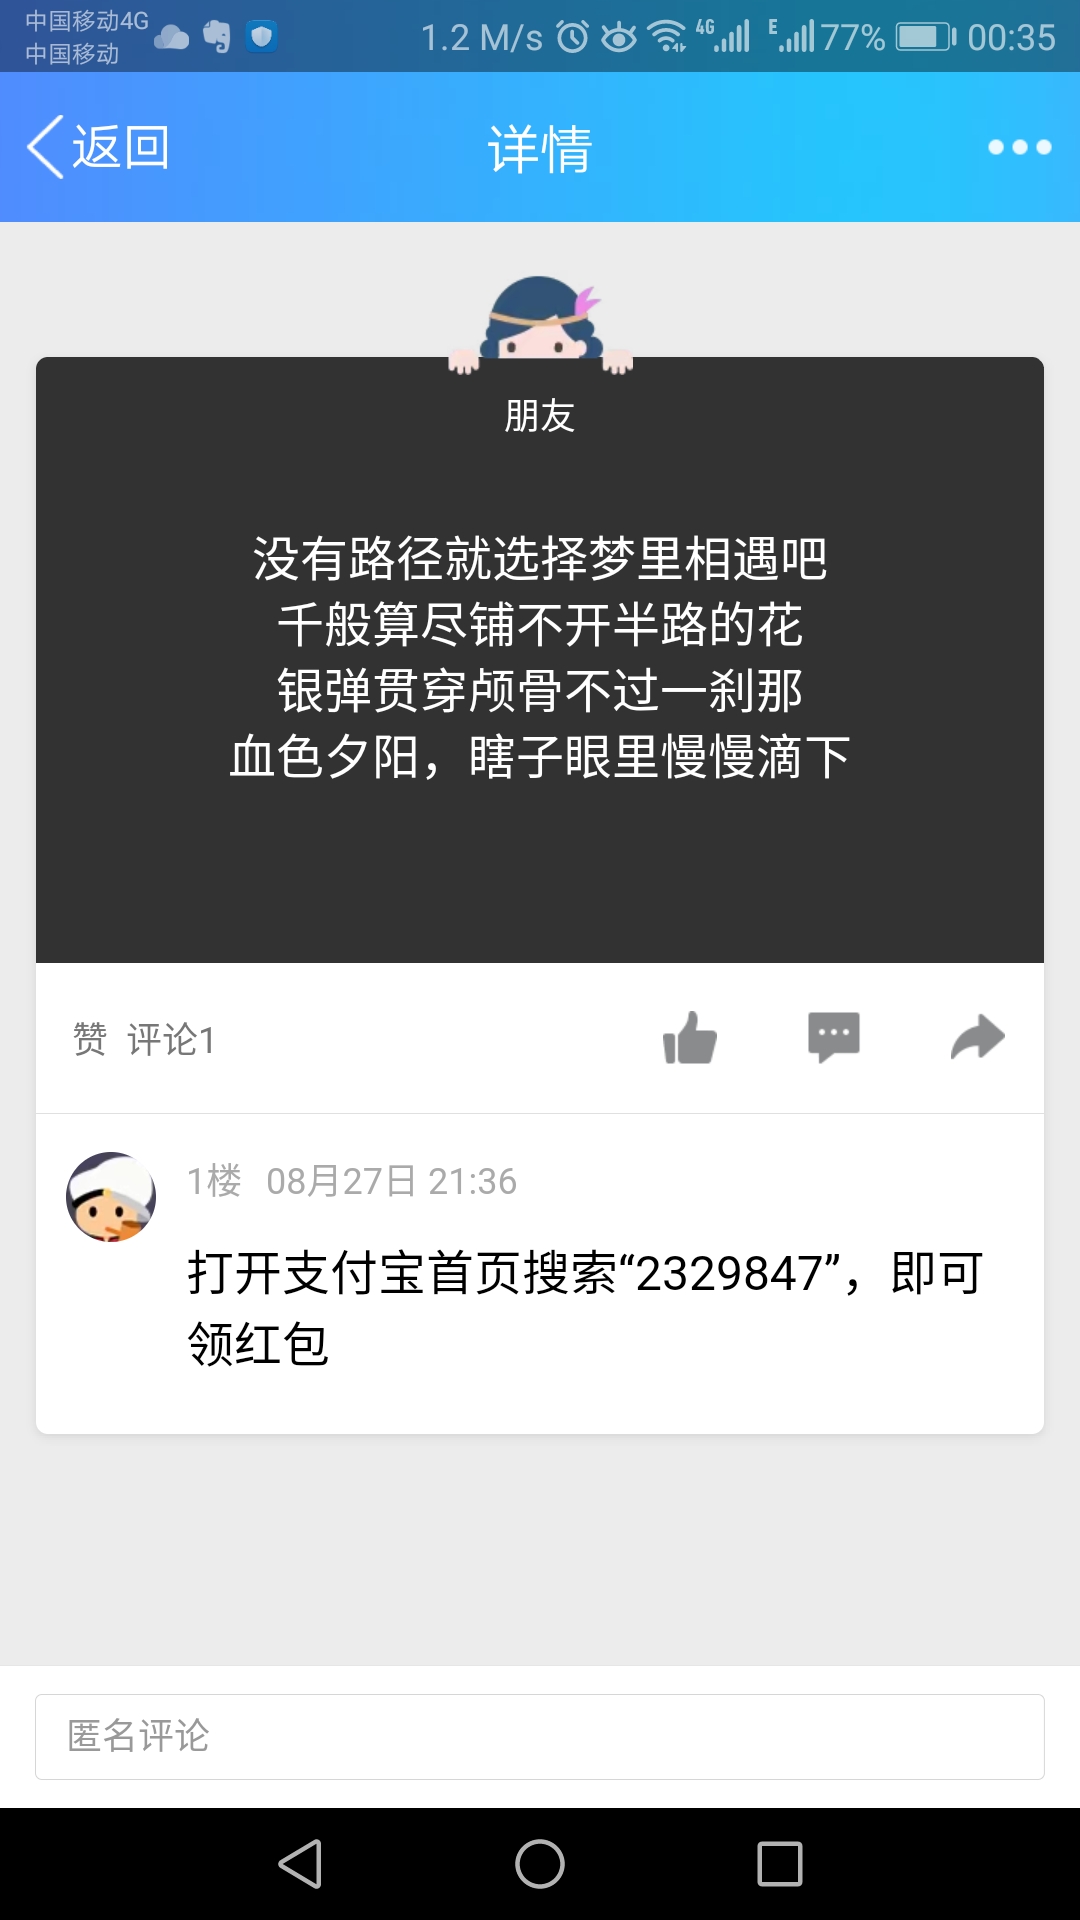 中国移动4G
中国移动
1.2 M/s 4G E 77% 00:35
返回 详情
朋友
没有路径就选择梦里相遇吧
千般算尽铺不开半路的花
银弹贯穿颅骨不过一刹那
血色夕阳，瞎子眼里慢慢滴下
赞 评论1
1楼 08月27日 21:36
打开支付宝首页搜索“2329847”，即可
领红包
匿名评论